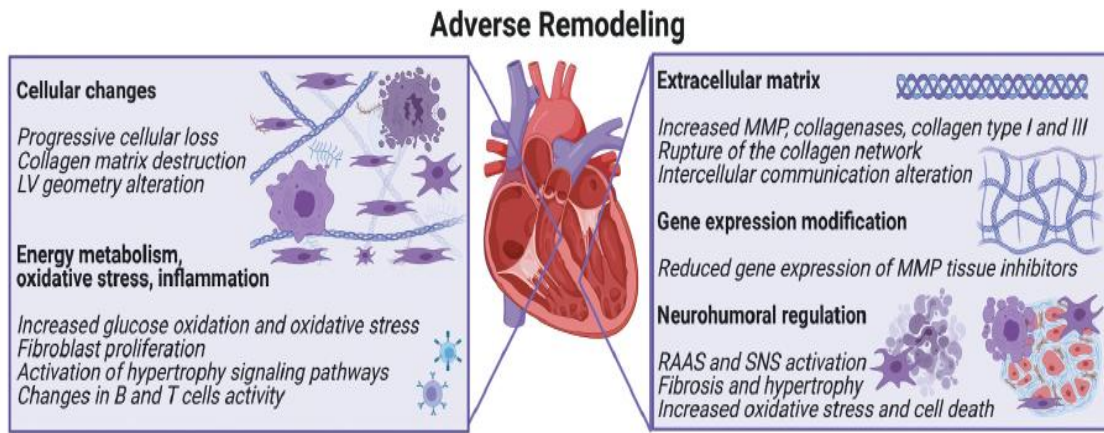 Adverse Remodeling
Cellular changes
Progressive cellular loss
Collagen matrix destruction
LV geometry alteration
Energy metabolism,
oxidative stress, inflammation
Increased glucose oxidation and oxidative stress
Fibroblast proliferation
Activation of hypertrophy signaling pathways
Changes in B and T cells activity
Extracellular matrix
Increased MMP, collagenases, collagen type I and III
Rupture of the collagen network
Intercellular communication alteration
Gene expression modification
Reduced gene expression of MMP tissue inhibitors
Neurohumoral regulation
RAAS and SNS activation
Fibrosis and hypertrophy
Increased oxidative stress and cell death